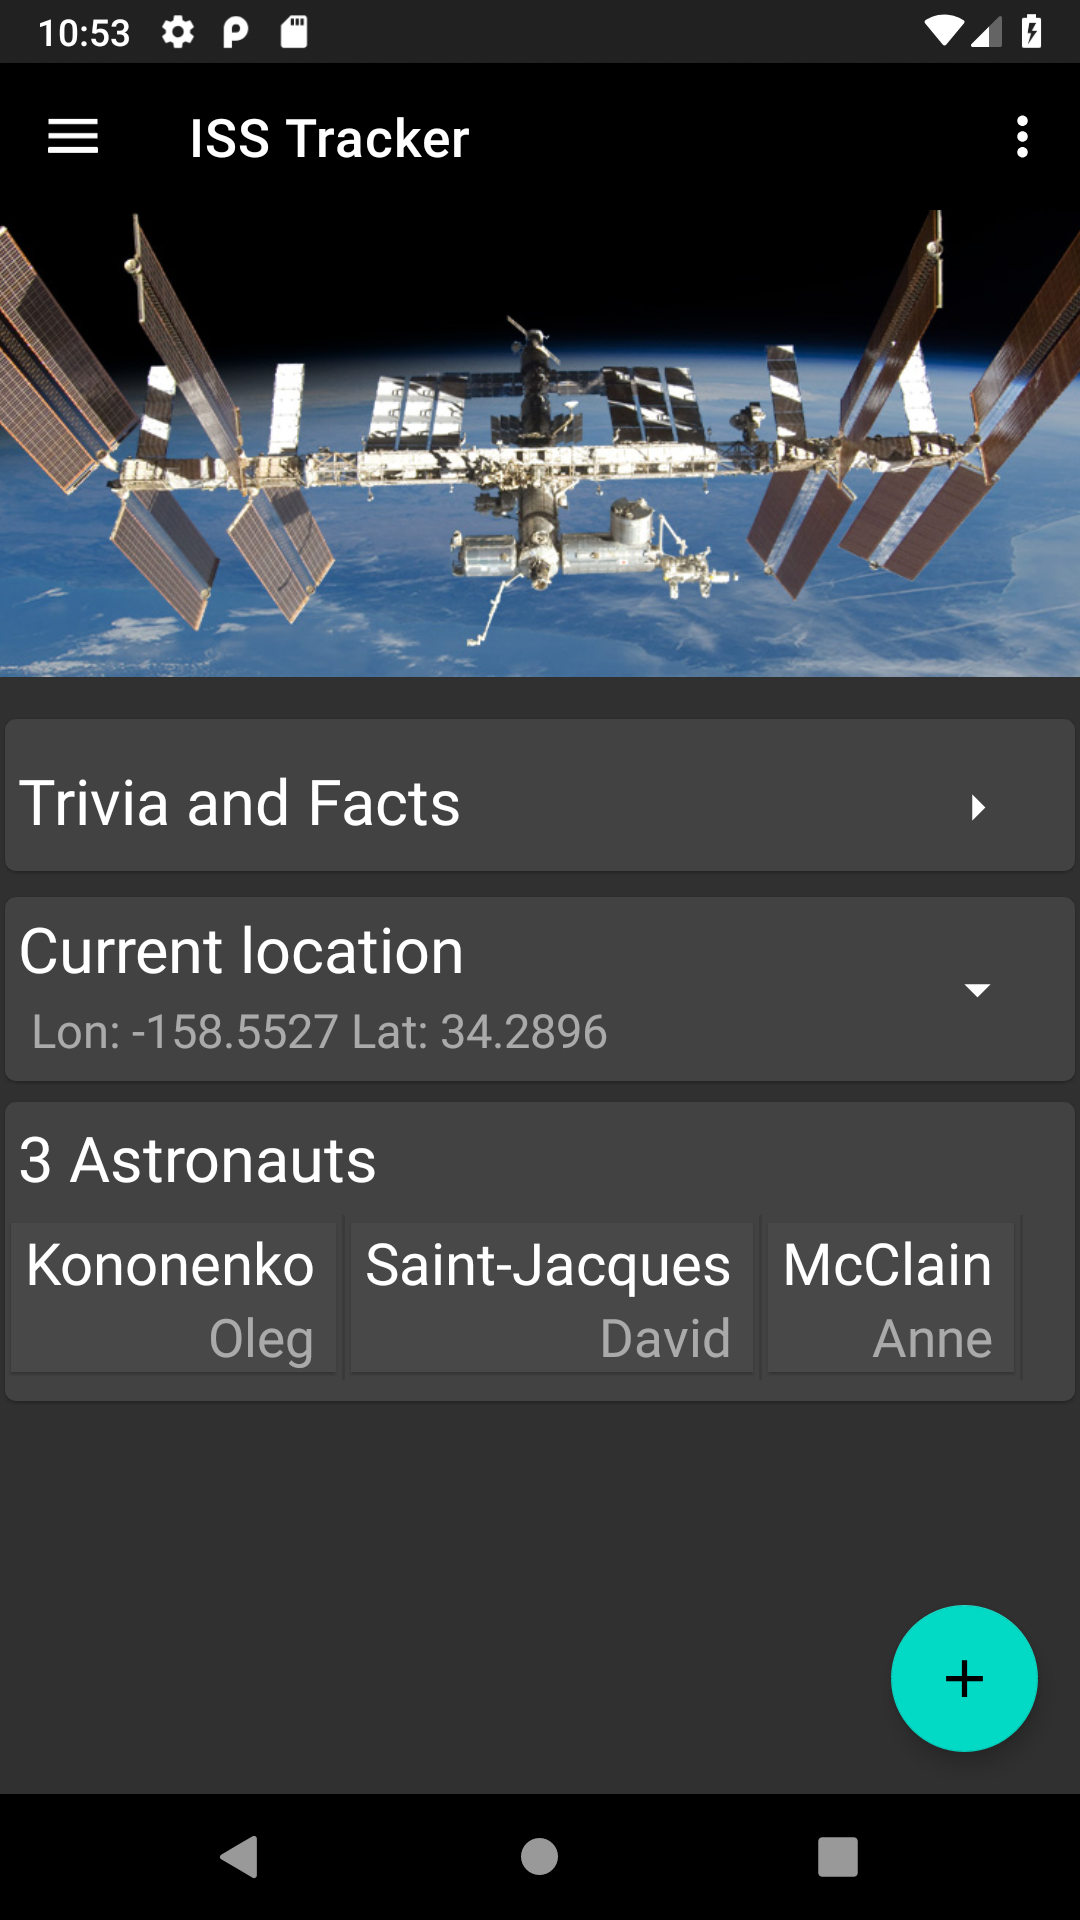 10:53
ISS Tracker
Trivia and Facts
Current location
Lon: -158.5527 Lat: 34.2896
3 Astronauts
Kononenko Saint-Jacques McClain
Oleg David Anne